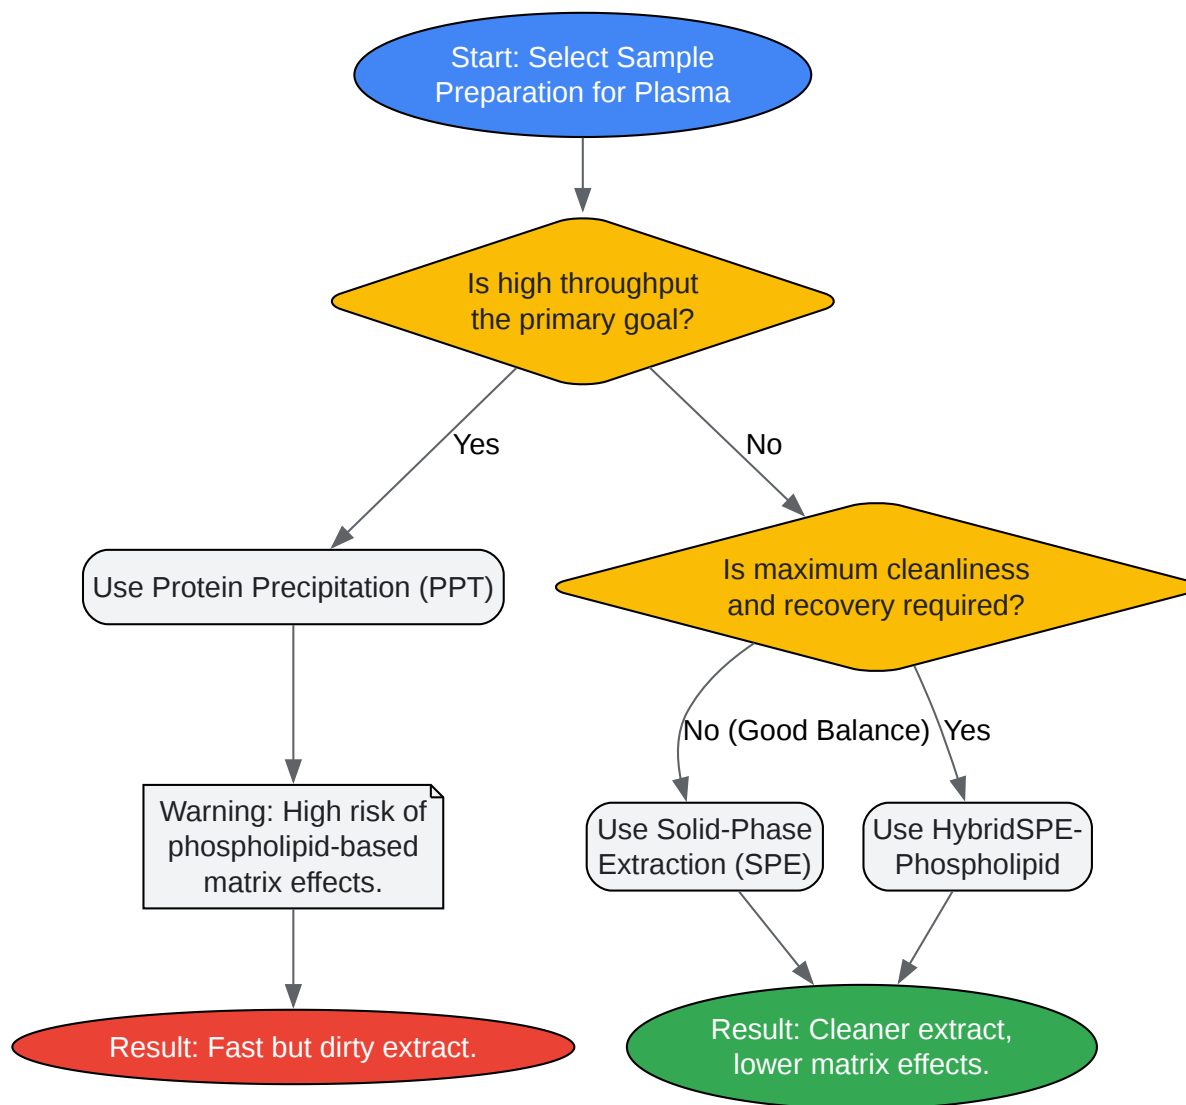 Start: Select Sample
Preparation for Plasma
Is high throughput
the primary goal?
Yes
No
Use Protein Precipitation (PPT)
Is maximum cleanliness
and recovery required?
No (Good Balance)
Yes
Warning: High risk of
phospholipid-based
matrix effects.
Use Solid-Phase
Extraction (SPE)
Use HybridSPE-
Phospholipid
Result: Fast but dirty extract.
Result: Cleaner extract,
lower matrix effects.